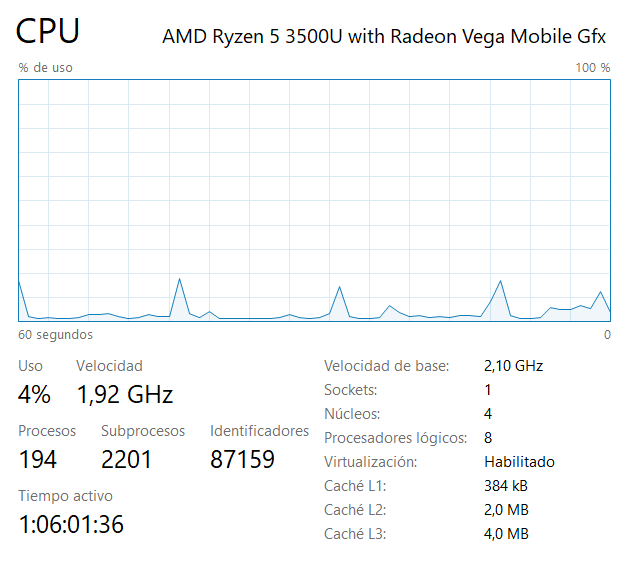 CPU
AMD Ryzen 5 3500U with Radeon Vega Mobile Gfx
% de uso
100 %
60 segundos
0
Uso Velocidad
4% 1,92 GHz
Procesos Subprocesos Identificadores
194 2201 87159
Tiempo activo
1:06:01:36
Velocidad de base: 2,10 GHz
Sockets: 1
Núcleos: 4
Procesadores lógicos: 8
Virtualización: Habilitado
Caché L1: 384 kB
Caché L2: 2,0 MB
Caché L3: 4,0 MB